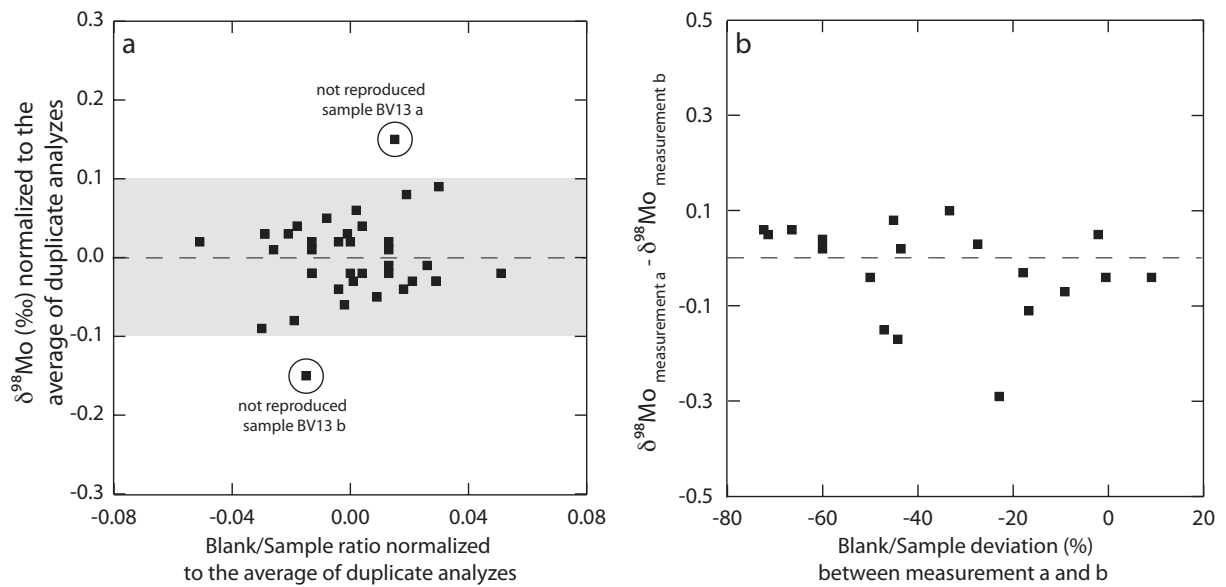 a
δ⁹⁸Mo (‰) normalized to the
average of duplicate analyzes
0.3
0.2
0.1
0.0
-0.1
-0.2
-0.3
not reproduced
sample BV13 a
not reproduced
sample BV13 b
-0.08
-0.04
0.00
0.04
0.08
Blank/Sample ratio normalized
to the average of duplicate analyzes
b
δ⁹⁸Mo measurement a - δ⁹⁸Mo measurement b
0.5
0.3
0.1
-0.1
-0.3
-0.5
-80
-60
-40
-20
0
20
Blank/Sample deviation (%)
between measurement a and b